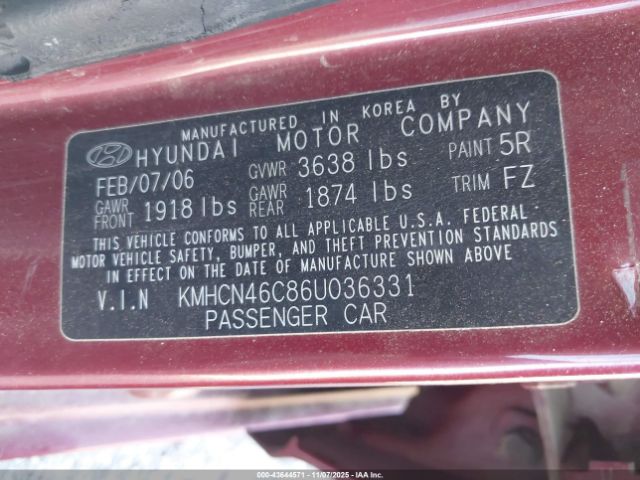 MANUFACTURED IN KOREA BY
HYUNDAI MOTOR COMPANY
FEB/07/06 GVWR 3638 lbs PAINT 5R
GAWR FRONT 1918 lbs GAWR REAR 1874 lbs TRIM FZ
THIS VEHICLE CONFORMS TO ALL APPLICABLE U.S.A. FEDERAL
MOTOR VEHICLE SAFETY, BUMPER, AND THEFT PREVENTION STANDARDS
IN EFFECT ON THE DATE OF MANUFACTURE SHOWN ABOVE
V.I.N KMHCN46C86U036331
PASSENGER CAR
000-43644571 - 11/07/2025 - IAAI.COM